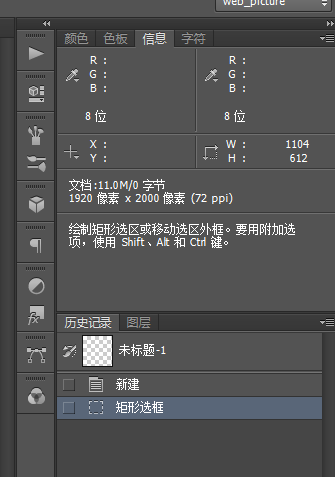 web_picture
颜色 色板 信息 字符
R : R :
G : G :
B : B :
8 位 8 位
X : W : 1104
Y : H : 612
文档:11.0M/0 字节
1920 像素 x 2000 像素 (72 ppi)
绘制矩形选区或移动选区外框。要用附加选
项，使用 Shift、Alt 和 Ctrl 键。
历史记录 图层
未标题-1
新建
矩形选框